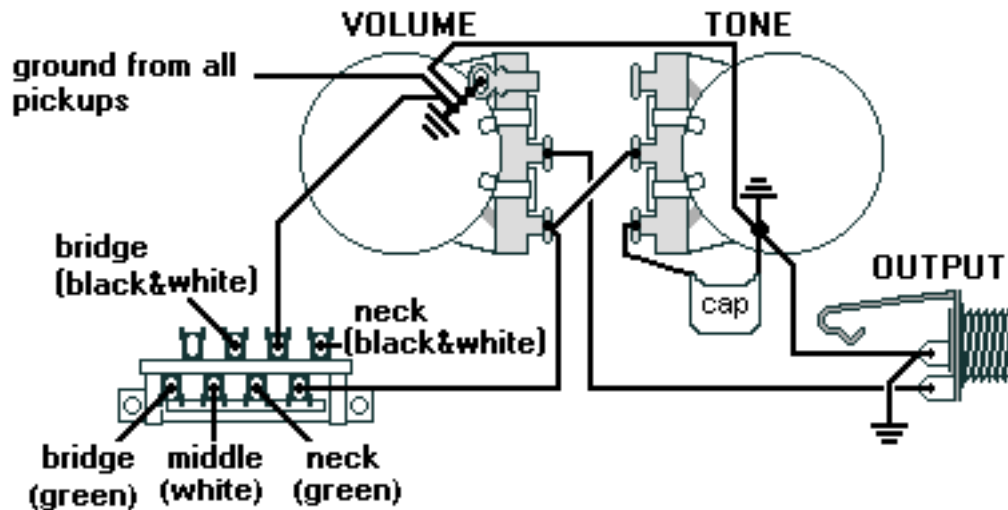 VOLUME
TONE
ground from all
pickups
bridge
(black&white)
neck
(black&white)
OUTPUT
cap
bridge
(green)
middle
(white)
neck
(green)